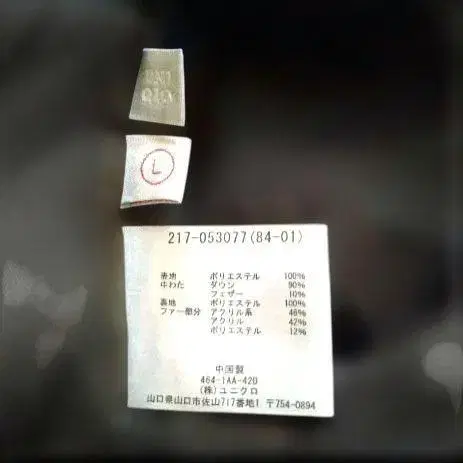 UNI
QLO
L
217-053077(84-01)
表地 ポリエステル 100%
中わた ダウン 90%
フェザー 10%
裏地 ポリエステル 100%
ファー部分 アクリル系 46%
アクリル 42%
ポリエステル 12%
中国製
464-1AA-42D
(株)ユニクロ
山口県山口市佐山717番地1 〒754-0894